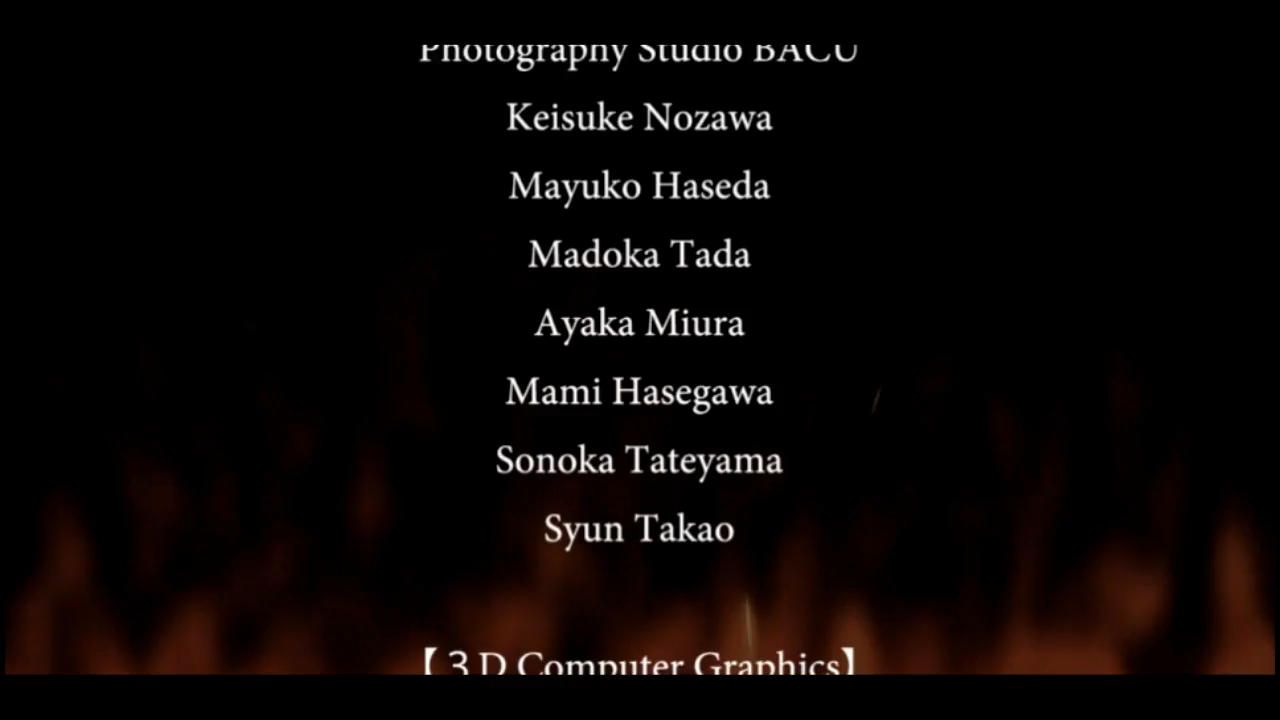 Photography Studio BACU
Keisuke Nozawa
Mayuko Haseda
Madoka Tada
Ayaka Miura
Mami Hasegawa
Sonoka Tateyama
Syun Takao
【３D Computer Graphics】